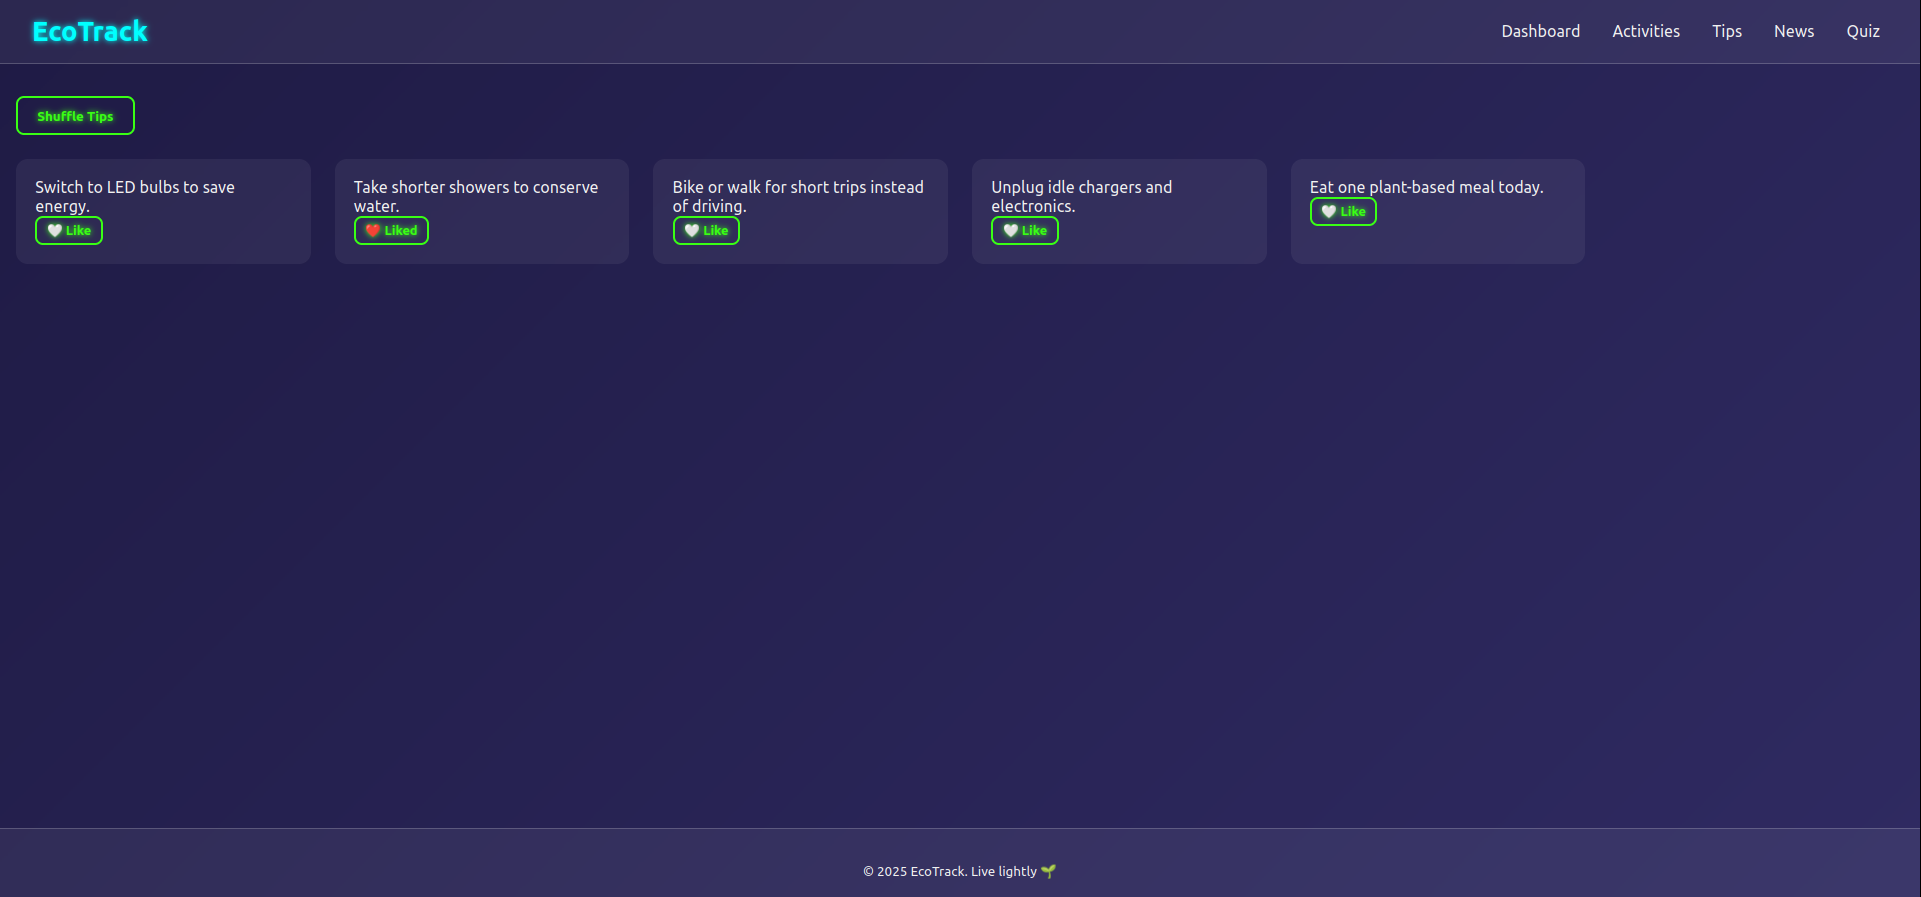 EcoTrack
Dashboard Activities Tips News Quiz
Shuffle Tips
Switch to LED bulbs to save
energy.
🤍 Like
Take shorter showers to conserve
water.
❤️ Liked
Bike or walk for short trips instead
of driving.
🤍 Like
Unplug idle chargers and
electronics.
🤍 Like
Eat one plant-based meal today.
🤍 Like
© 2025 EcoTrack. Live lightly 🌱